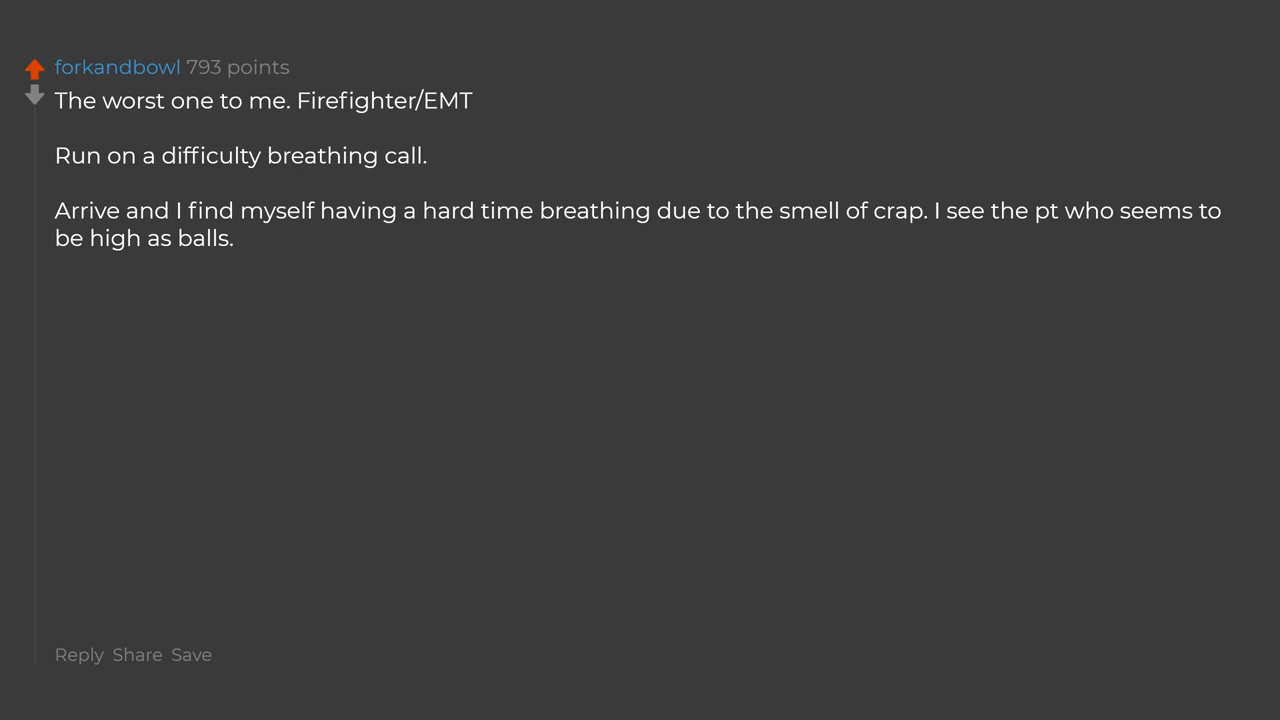 forkandbowl 793 points
The worst one to me. Firefighter/EMT
Run on a difficulty breathing call.
Arrive and I find myself having a hard time breathing due to the smell of crap. I see the pt who seems to
be high as balls.
Reply Share Save